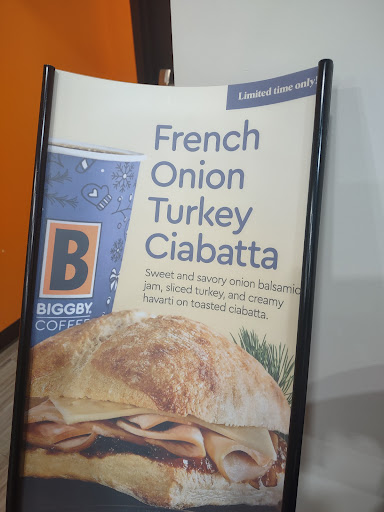 Limited time only!
French
Onion
Turkey
Ciabatta
Sweet and savory onion balsamic
jam, sliced turkey, and creamy
havarti on toasted ciabatta.
B
BIGGBY
COFFEE